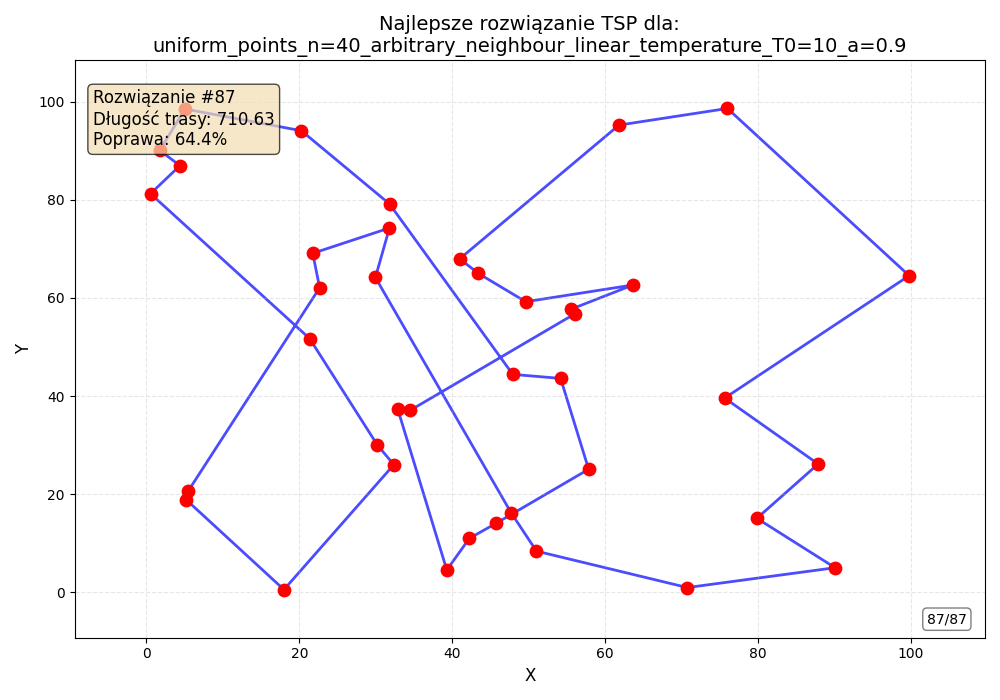 Najlepsze rozwiązanie TSP dla:
uniform_points_n=40_arbitrary_neighbour_linear_temperature_T0=10_a=0.9
Rozwiązanie #87
Długość trasy: 710.63
Poprawa: 64.4%
100
80
60
40
20
0
Y
0 20 40 60 80 100
X
87/87